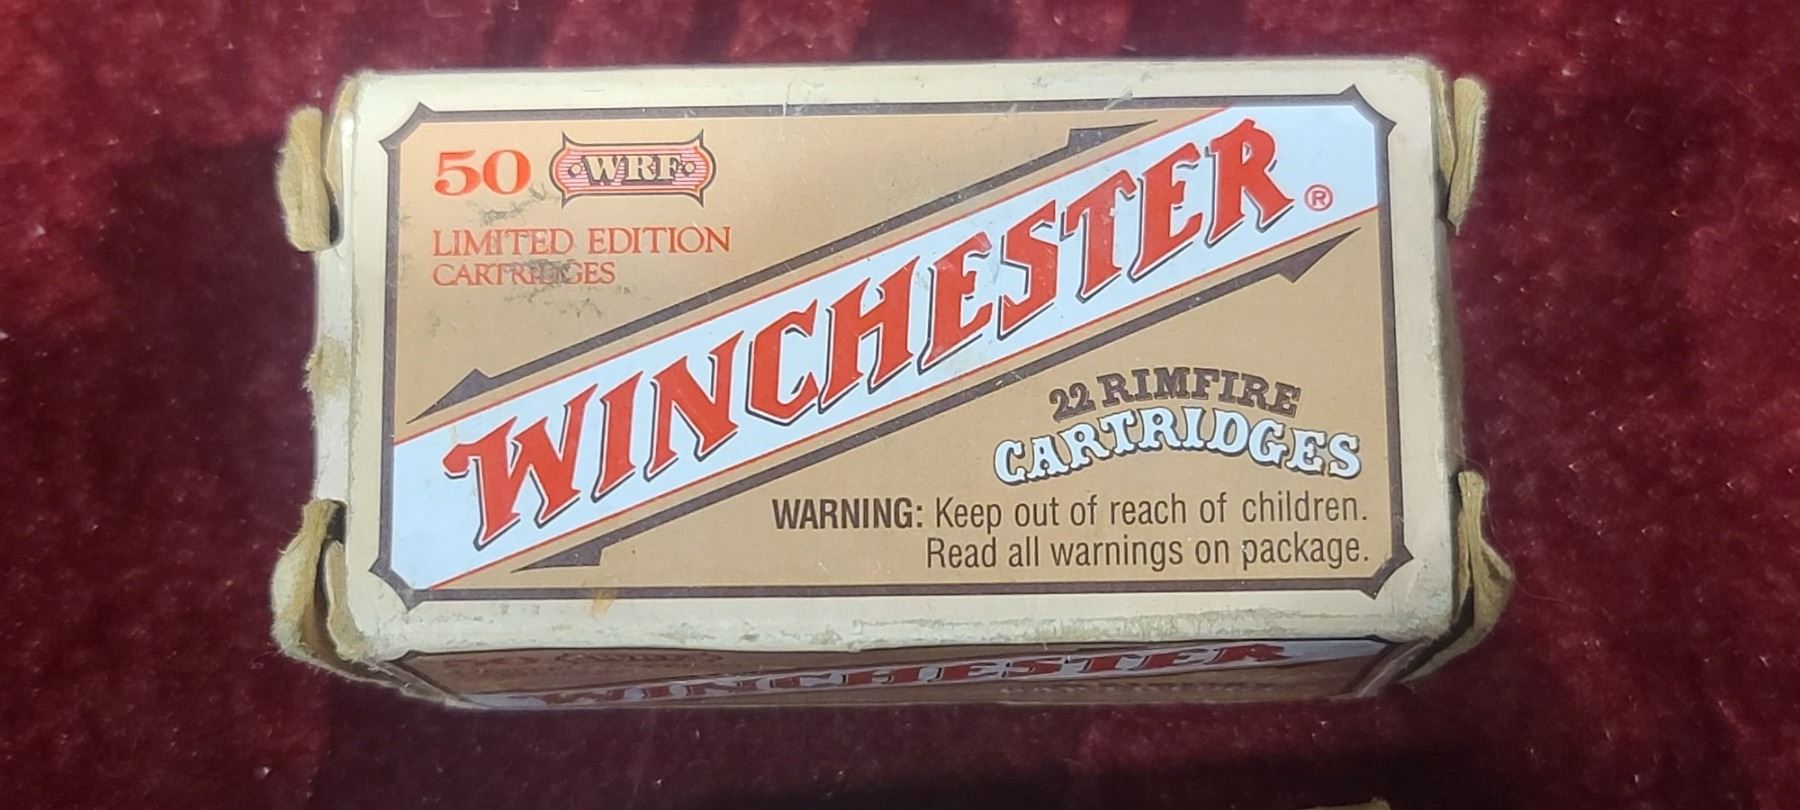 50 WRF
LIMITED EDITION
CARTRIDGES
WINCHESTER®
22 RIMFIRE
CARTRIDGES
WARNING: Keep out of reach of children.
Read all warnings on package.
WINCHESTER